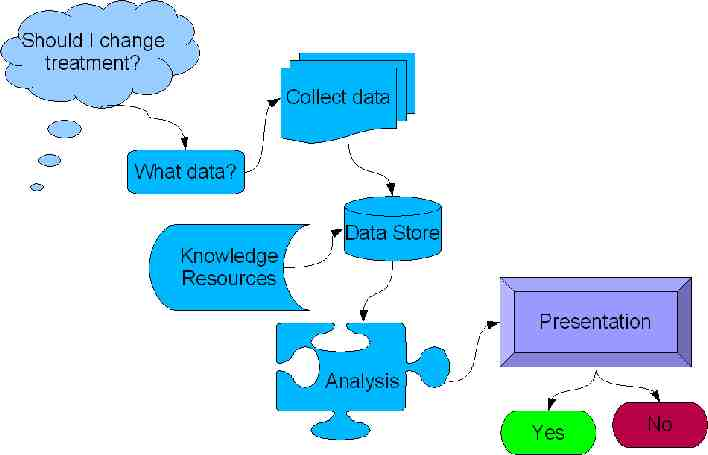 Should I change
treatment?
Collect data
What data?
Data Store
Knowledge
Resources
Presentation
Analysis
Yes
No